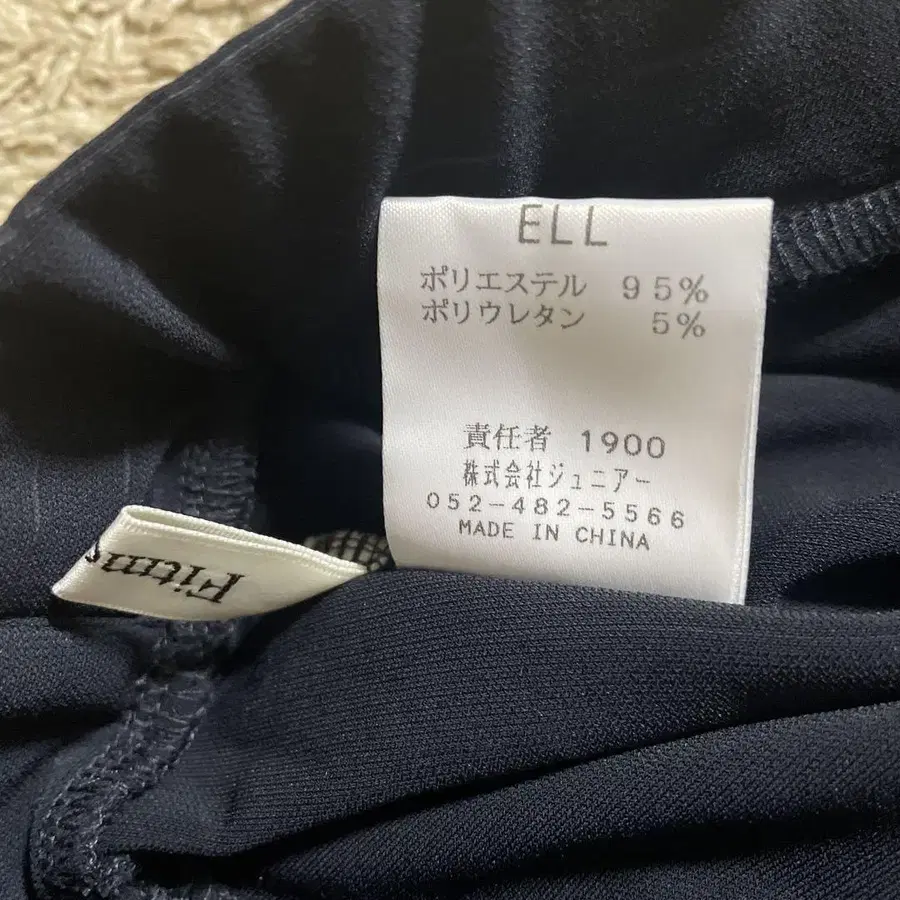 ELL
ポリエステル 95%
ポリウレタン 5%
責任者 1900
株式会社ジュニアー
052-482-5566
MADE IN CHINA